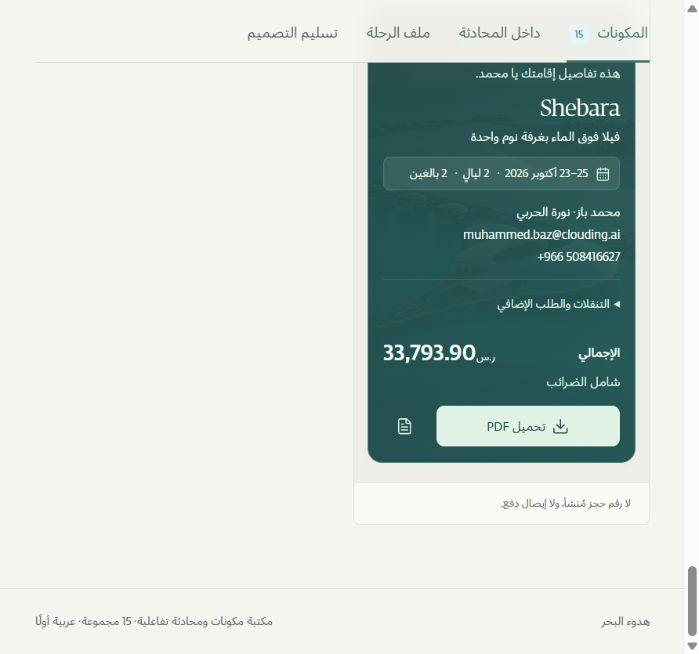 المكونات 15 داخل المحادثة ملف الرحلة تسليم التصميم
هذه تفاصيل إقامتك يا محمد.
Shebara
فيلا فوق الماء بغرفة نوم واحدة
23–25 أكتوبر 2026 · 2 ليالٍ · 2 بالغين
محمد باز · نورة الحربي
muhammed.baz@clouding.ai
+966 508416627
◀ التنقلات والطلب الإضافي
الإجمالي 33,793.90 ر.س
شامل الضرائب
تحميل PDF
لا رقم حجز مُنشأ، ولا إيصال دفع.
هدوء البحر
مكتبة مكونات ومحادثة تفاعلية · 15 مجموعة · عربية أولًا